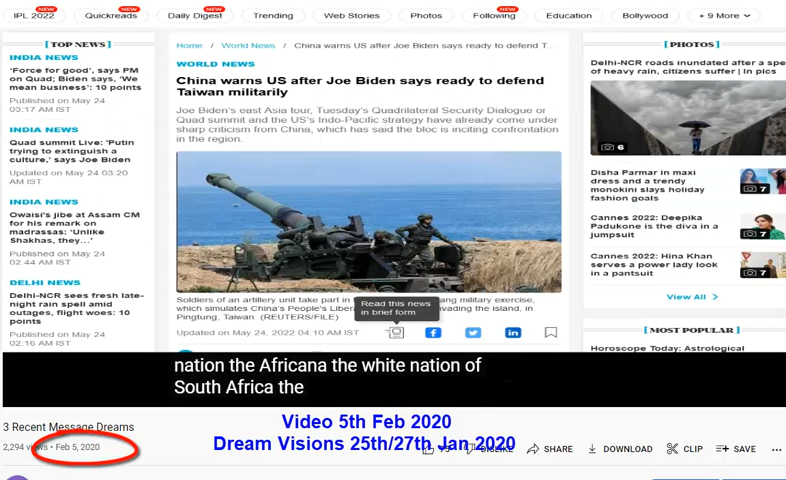 IPL 2022 New
Quickreads New
Daily Digest New
Trending
Web Stories
Photos
Following New
Education
Bollywood
+ 9 More
TOP NEWS
INDIA NEWS
‘Force for good’, says PM
on Quad; Biden says, ‘We
mean business’: 10 points
Published on May 24
03:17 AM IST
INDIA NEWS
Quad summit Live: ‘Putin
trying to extinguish a
culture,’ says Joe Biden
Updated on May 24 03:20
AM IST
INDIA NEWS
Owaisi's jibe at Assam CM
for his remark on
madrassas: ‘Unlike
Shakhas, they…’
Published on May 24
02:44 AM IST
DELHI NEWS
Delhi-NCR sees fresh late-
night rain spell amid
outages, flight woes: 10
points
Published on May 24
02:16 AM IST
Home / World News / China warns US after Joe Biden says ready to defend T...
WORLD NEWS
China warns US after Joe Biden says ready to defend
Taiwan militarily
Joe Biden's east Asia tour, Tuesday's Quadrilateral Security Dialogue or
Quad summit and the US's Indo-Pacific strategy have already come under
sharp criticism from China, which has said the bloc is inciting confrontation
in the region.
Soldiers of an artillery unit take part in ang military exercise,
which simulates China's People's Libera vading the island, in
Pingtung, Taiwan. (REUTERS/FILE)
Read this news
in brief form
Updated on May 24, 2022 04:10 AM IST
PHOTOS
Delhi-NCR roads inundated after a spe
of heavy rain, citizens suffer | In pics
6
Disha Parmar in maxi
dress and a trendy
monokini slays holiday
fashion goals
7
Cannes 2022: Deepika
Padukone is the diva in a
jumpsuit
7
Cannes 2022: Hina Khan
serves a power lady look
in a pantsuit
7
View All
MOST POPULAR
Horoscope Today: Astrological
nation the Africana the white nation of
South Africa the
3 Recent Message Dreams
2,294 views • Feb 5, 2020
Video 5th Feb 2020
Dream Visions 25th/27th Jan 2020
DISLIKE
SHARE
DOWNLOAD
CLIP
SAVE